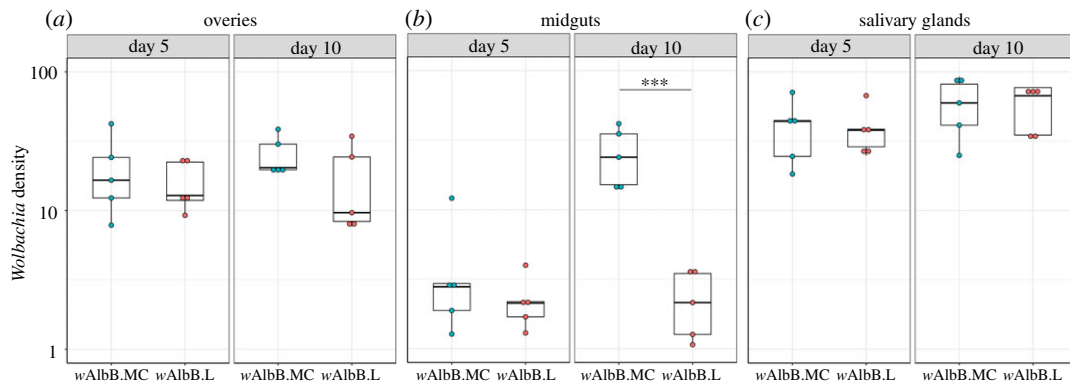 (a) overies (b) midguts (c) salivary glands
day 5 day 10 day 5 day 10 day 5 day 10
100
***
10
1
Wolbachia density
wAlbB.MC wAlbB.L wAlbB.MC wAlbB.L wAlbB.MC wAlbB.L wAlbB.MC wAlbB.L wAlbB.MC wAlbB.L wAlbB.MC wAlbB.L